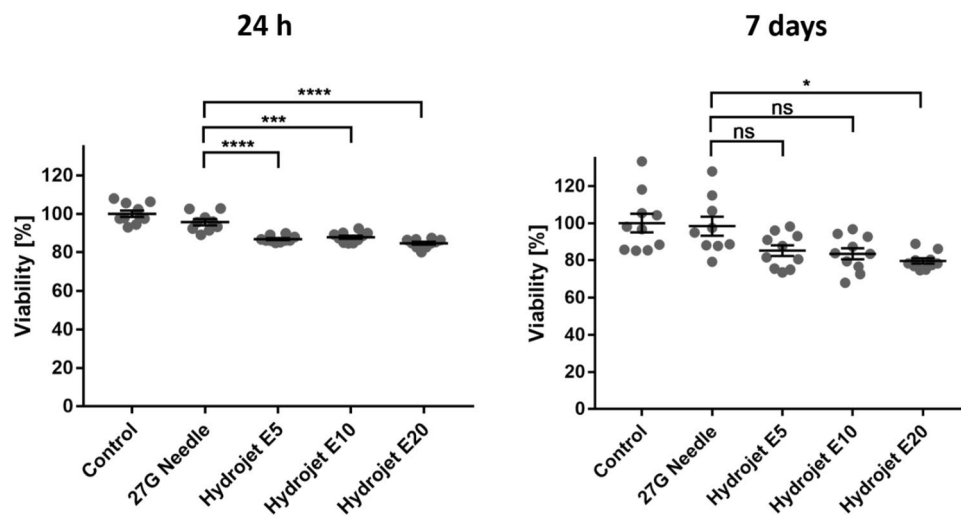 24 h
7 days
****
***
****
*
ns
ns
Viability [%]
120
100
80
60
40
20
0
Control
27G Needle
Hydrojet E5
Hydrojet E10
Hydrojet E20
Viability [%]
120
100
80
60
40
20
0
Control
27G Needle
Hydrojet E5
Hydrojet E10
Hydrojet E20